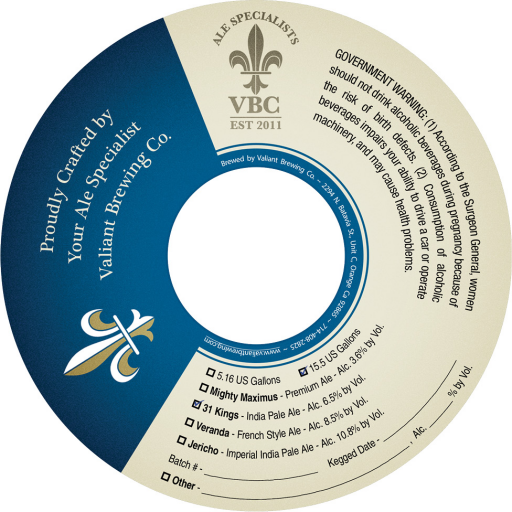 ALE SPECIALISTS
VBC
EST 2011
Proudly Crafted by
Your Ale Specialist
Valiant Brewing Co.
GOVERNMENT WARNING: (1) According to the Surgeon General, women
should not drink alcoholic beverages during pregnancy because of
the risk of birth defects. (2) Consumption of alcoholic
beverages impairs your ability to drive a car or operate
machinery, and may cause health problems.
Brewed by Valiant Brewing Co. ~ 2294 N. Batavia St., Unit C, Orange Ca 92865 ~ 714-408-2825 ~ www.valiantbrewing.com
5.16 US Gallons 15.5 US Gallons
Mighty Maximus - Premium Ale - Alc. 3.6% by Vol.
31 Kings - India Pale Ale - Alc. 6.5% by Vol.
Veranda - French Style Ale - Alc. 8.5% by Vol.
Jericho - Imperial India Pale Ale - Alc. 10.8% by Vol.
Batch # - Kegged Date -
Other - , Alc. % by Vol.